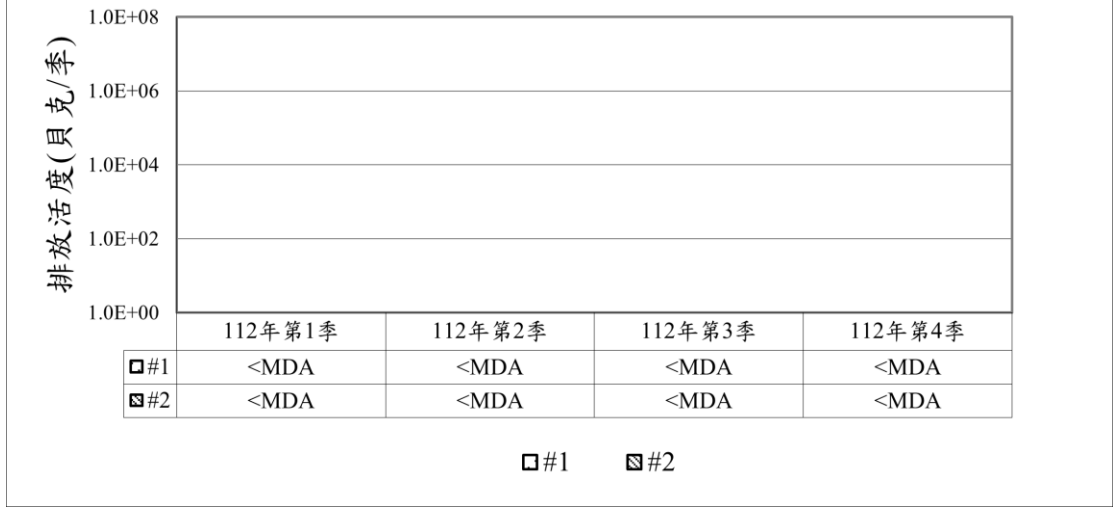 排放活度(貝克/季)
1.0E+08
1.0E+06
1.0E+04
1.0E+02
1.0E+00
112年第1季 112年第2季 112年第3季 112年第4季
#1 <MDA <MDA <MDA <MDA
#2 <MDA <MDA <MDA <MDA
#1 #2